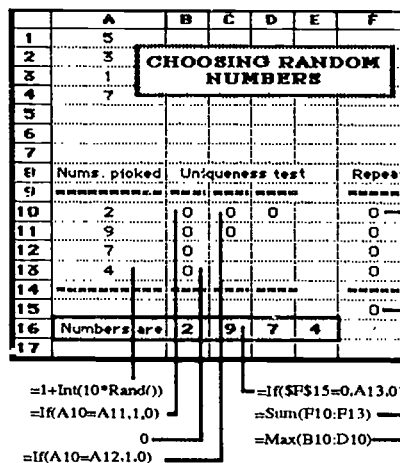 A B C D E F
1 5
2 3
3 1
4 7
CHOOSING RANDOM
NUMBERS
5
6
7
8 Nums. picked Uniqueness test Repeat
9
10 2 0 0 0 0
11 9 0 0 0
12 7 0 0
13 4 0 0
14
15 0
16 Numbers are 2 9 7 4
17
=1+Int(10*Rand()) =If($F$15=0,A13,0
=If(A10=A11,1,0) =Sum(F10:F13)
0 =Max(B10:D10)
=If(A10=A12,1,0)